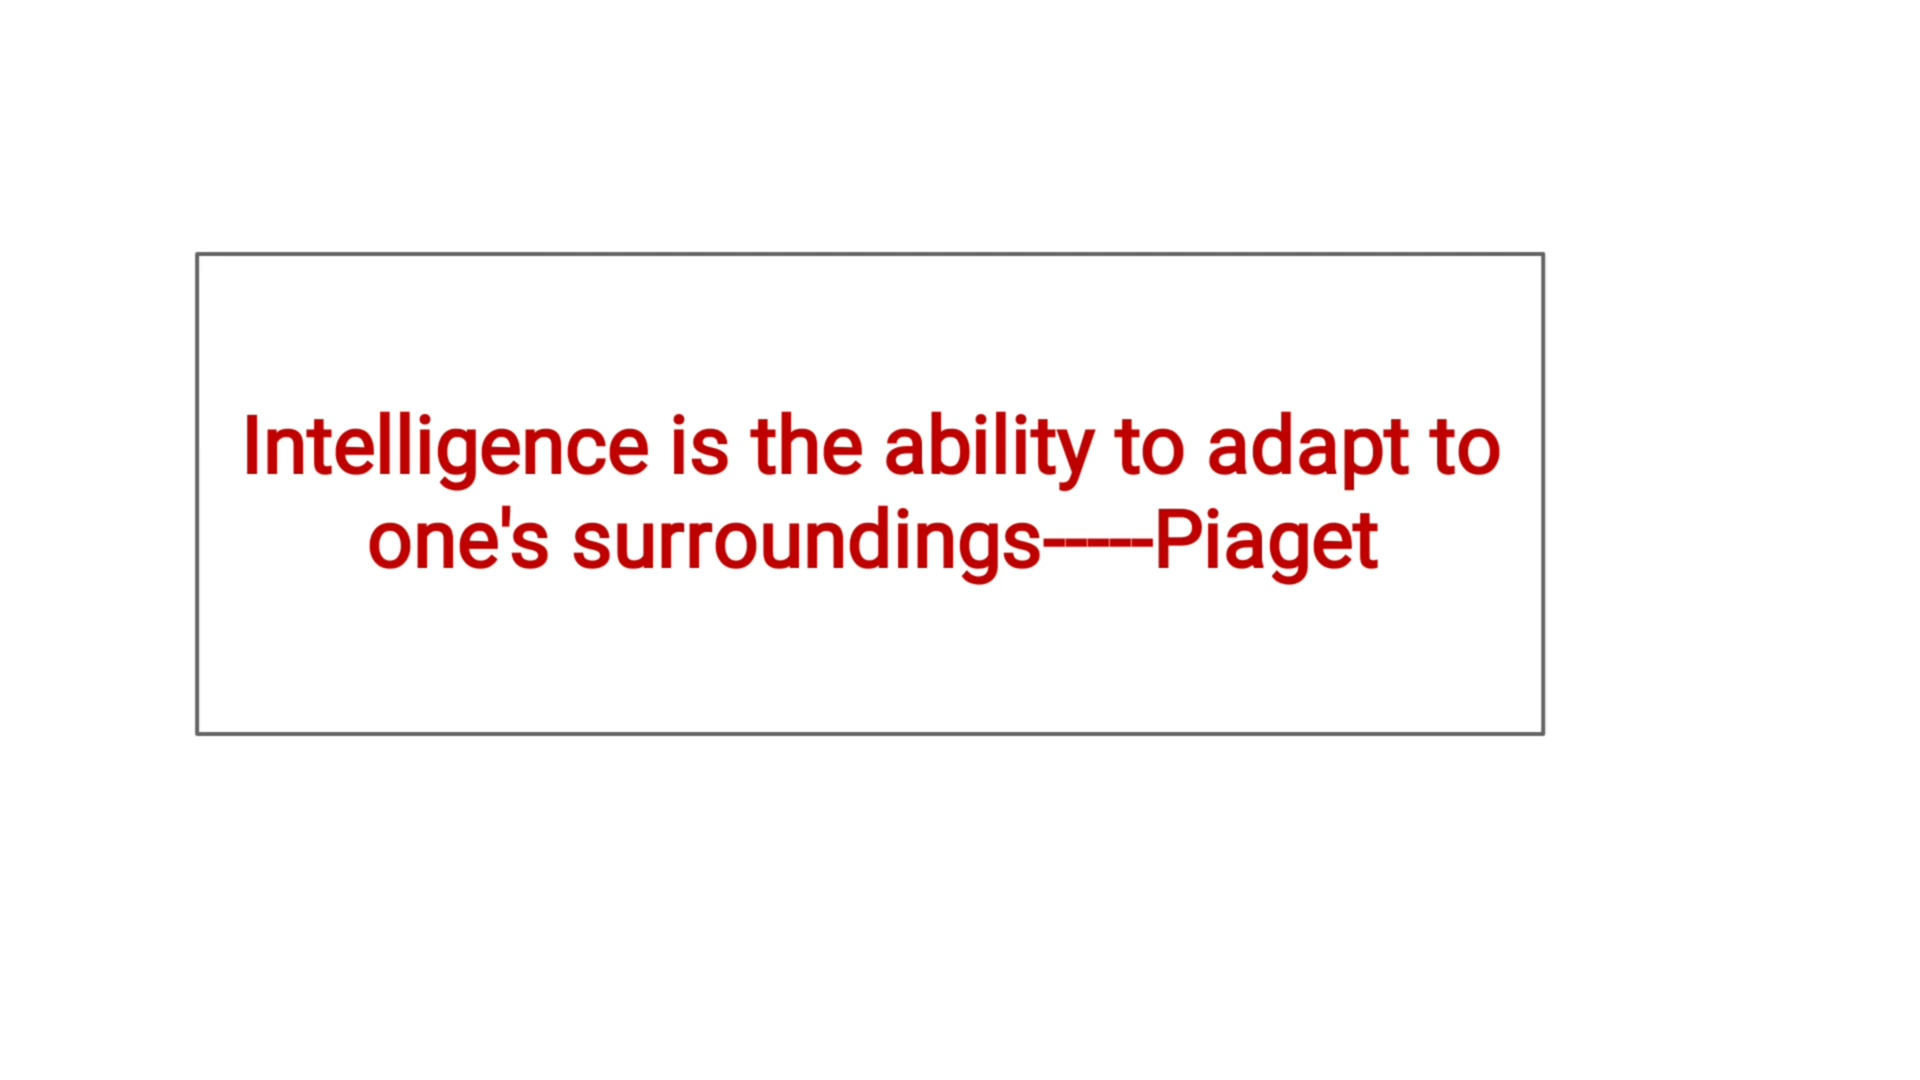 Intelligence is the ability to adapt to
one's surroundings-----Piaget